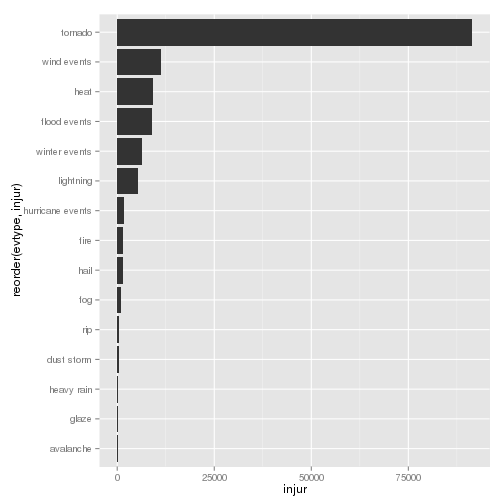 reorder(evtype, injur)
tornado
wind events
heat
flood events
winter events
lightning
hurricane events
fire
hail
fog
rip
dust storm
heavy rain
glaze
avalanche
0 25000 50000 75000
injur